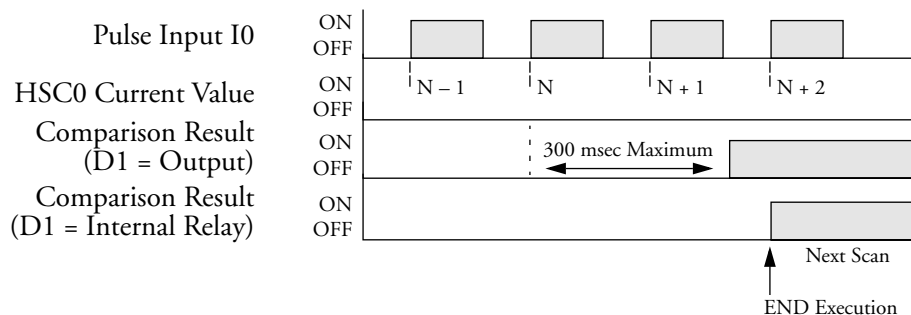 Pulse Input I0
ON
OFF
HSC0 Current Value
ON
OFF
N – 1
N
N + 1
N + 2
Comparison Result
(D1 = Output)
ON
OFF
300 msec Maximum
Comparison Result
(D1 = Internal Relay)
ON
OFF
Next Scan
END Execution